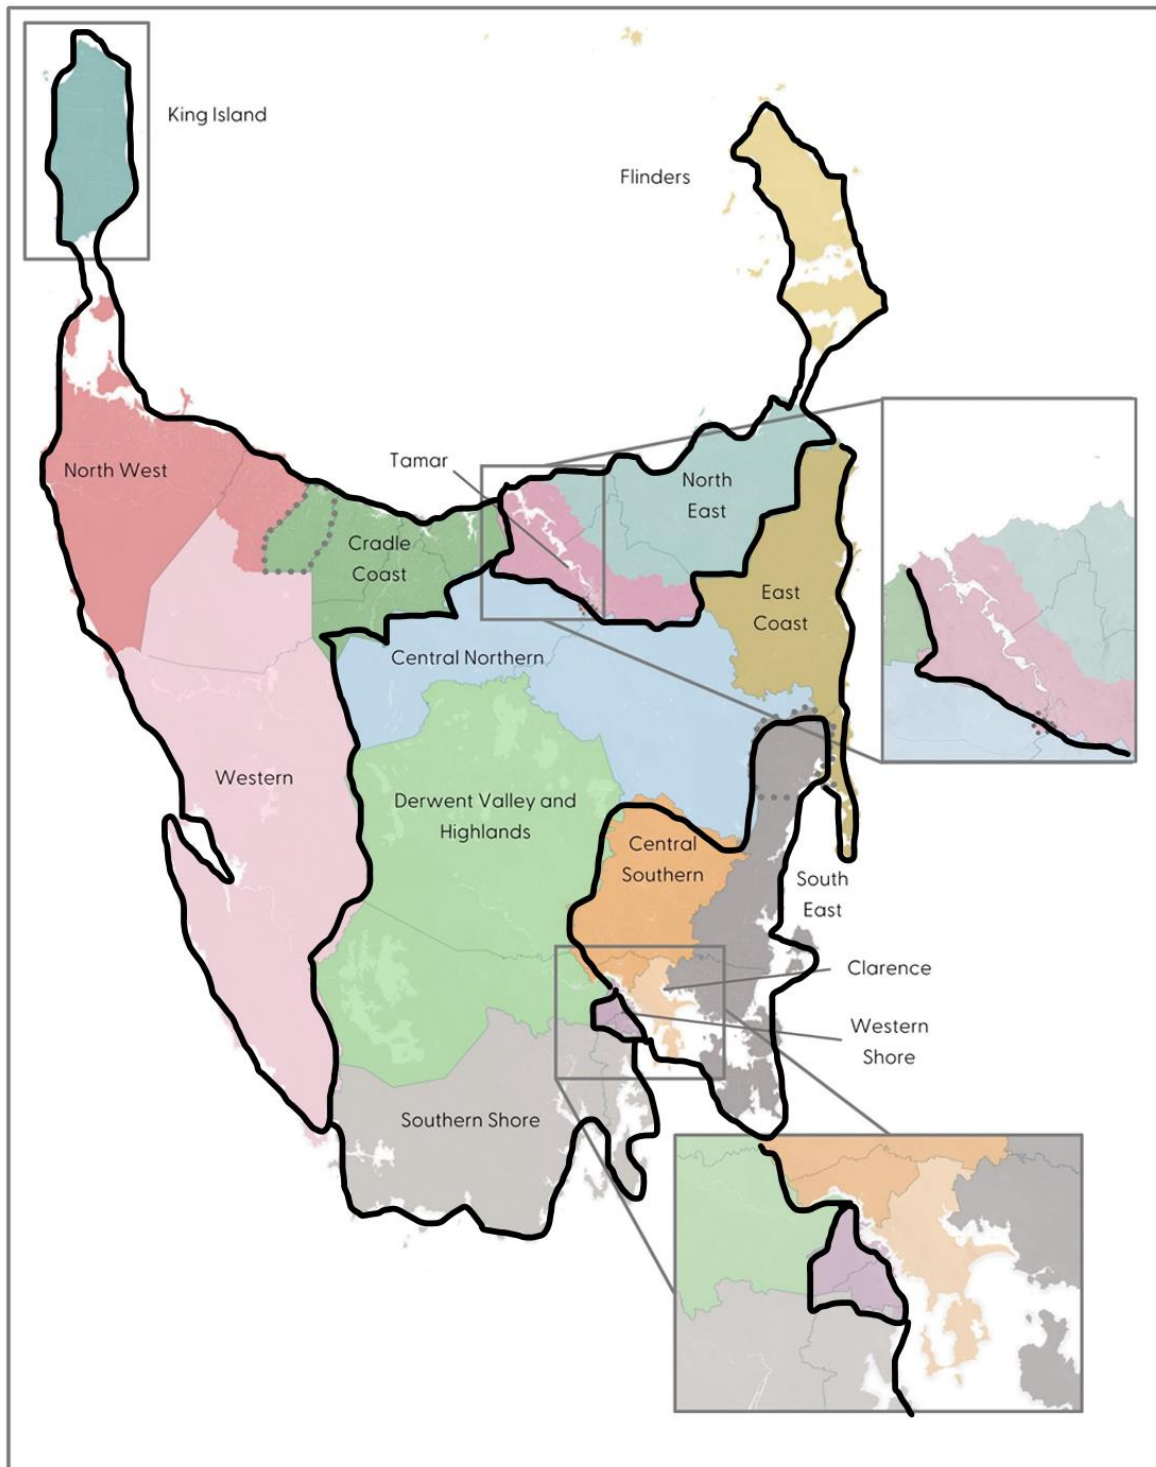 King Island
Flinders
Tamar
North West
North
East
Cradle
Coast
East
Coast
Central Northern
Western
Derwent Valley and
Highlands
Central
Southern
South
East
Clarence
Western
Shore
Southern Shore